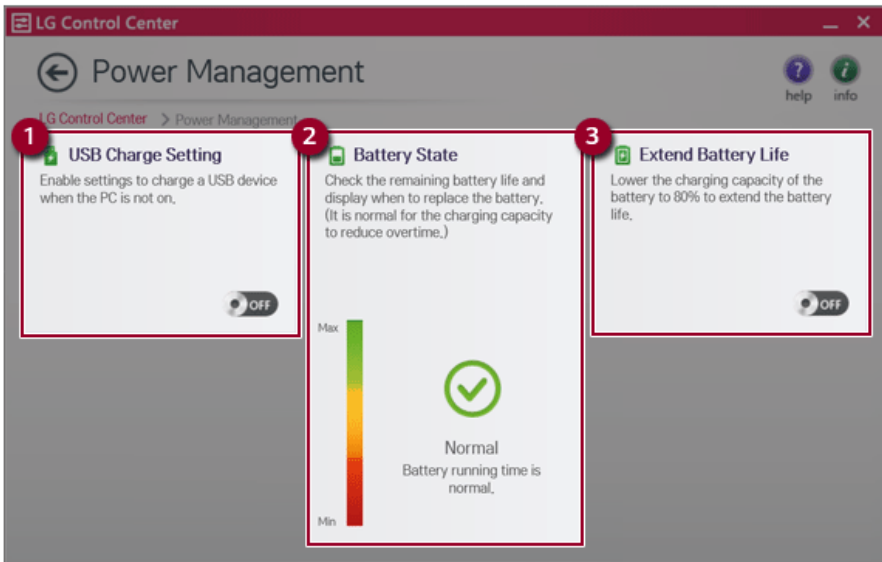 LG Control Center
Power Management
help
info
LG Control Center > Power Management
1
USB Charge Setting
Enable settings to charge a USB device
when the PC is not on.
OFF
2
Battery State
Check the remaining battery life and
display when to replace the battery.
(It is normal for the charging capacity
to reduce overtime.)
Max
Min
Normal
Battery running time is
normal.
3
Extend Battery Life
Lower the charging capacity of the
battery to 80% to extend the battery
life.
OFF